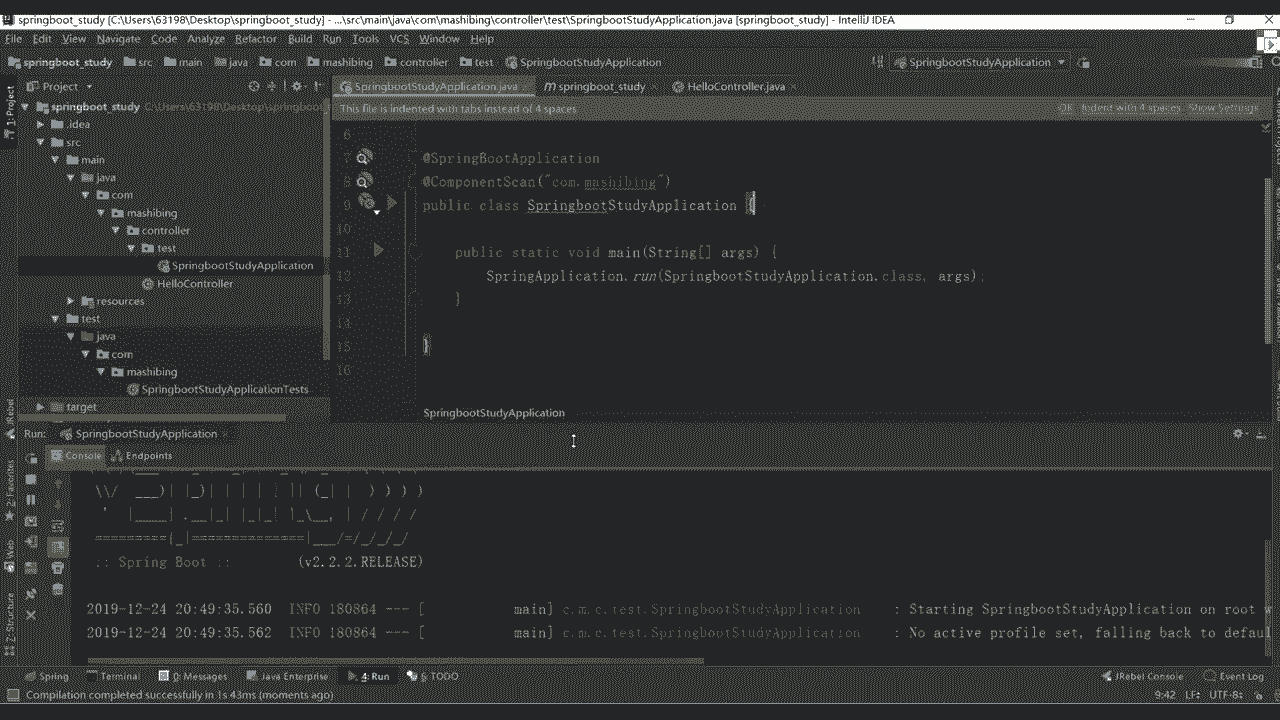 springboot_study [C:\Users\63198\Desktop\springboot_study] - ...\src\main\java\com\mashibing\controller\test\SpringbootStudyApplication.java [springboot_study] - IntelliJ IDEA
File Edit View Navigate Code Analyze Refactor Build Run Tools VCS Window Help
springboot_study src main java com mashibing controller test SpringbootStudyApplication SpringbootStudyApplication
Project SpringbootStudyApplication.java springboot_study HelloController.java
1: Project
springboot_study C:\Users\63198\Desktop
This file is indented with tabs instead of 4 spaces OK Indent with 4 spaces Show Settings
.idea
src
main
java
com
mashibing
controller
test
SpringbootStudyApplication
HelloController
resources
test
java
com
mashibing
SpringbootStudyApplicationTests
target
6
7 @SpringBootApplication
8 @ComponentScan("com.mashibing")
9 public class SpringbootStudyApplication {
10
11 public static void main(String[] args) {
12 SpringApplication.run(SpringbootStudyApplication.class, args);
13 }
14
15 }
16
SpringbootStudyApplication
JRebel
2: Favorites
Web
Z: Structure
Run: SpringbootStudyApplication
Console Endpoints
:: Spring Boot :: (v2.2.2.RELEASE)
2019-12-24 20:49:35.560 INFO 180864 --- [ main] c.m.c.test.SpringbootStudyApplication : Starting SpringbootStudyApplication on root
2019-12-24 20:49:35.562 INFO 180864 --- [ main] c.m.c.test.SpringbootStudyApplication : No active profile set, falling back to defaul
Spring Terminal 0: Messages Java Enterprise 4: Run 6: TODO JRebel Console Event Log
Compilation completed successfully in 1s 43ms (moments ago) 9:42 LF: UTF-8: